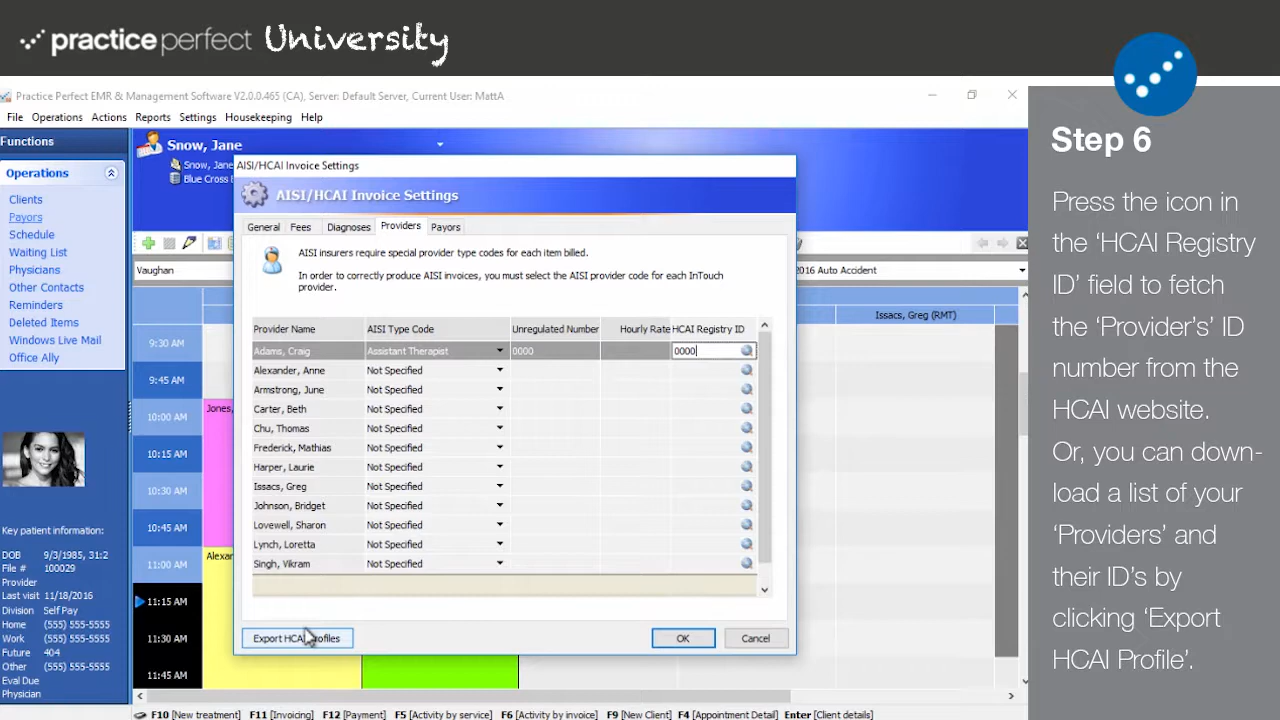 practiceperfect University
Practice Perfect EMR & Management Software V2.0.0.465 (CA), Server: Default Server, Current User: MattA
File Operations Actions Reports Settings Housekeeping Help
Functions
Operations
Clients
Payors
Schedule
Waiting List
Physicians
Other Contacts
Reminders
Deleted Items
Windows Live Mail
Office Ally
Key patient information:
DOB 9/3/1985, 31:2
File # 100029
Provider
Last visit 11/18/2016
Division Self Pay
Home (555) 555-5555
Work (555) 555-5555
Future 404
Other (555) 555-5555
Eval Due
Physician
Snow, Jane
Snow, Jane
Blue Cross
Vaughan
2016 Auto Accident
Issacs, Greg (RMT)
9:30 AM
9:45 AM
10:00 AM
Jones,
10:15 AM
10:30 AM
10:45 AM
11:00 AM
11:15 AM
11:30 AM
11:45 AM
AISI/HCAI Invoice Settings
AISI/HCAI Invoice Settings
General Fees Diagnoses Providers Payors
AISI insurers require special provider type codes for each item billed.
In order to correctly produce AISI invoices, you must select the AISI provider code for each InTouch
provider.
Provider Name AISI Type Code Unregulated Number Hourly Rate HCAI Registry ID
Adams, Craig Assistant Therapist 0000 0000
Alexander, Anne Not Specified
Armstrong, June Not Specified
Carter, Beth Not Specified
Chu, Thomas Not Specified
Frederick, Mathias Not Specified
Harper, Laurie Not Specified
Issacs, Greg Not Specified
Johnson, Bridget Not Specified
Lovewell, Sharon Not Specified
Lynch, Loretta Not Specified
Singh, Vikram Not Specified
Export HCAI Profiles OK Cancel
F10 [New treatment] F11 [Invoicing] F12 [Payment] F5 [Activity by service] F6 [Activity by invoice] F9 [New Client] F4 [Appointment Detail] Enter [Client details]
Step 6
Press the icon in
the ‘HCAI Registry
ID’ field to fetch
the ‘Provider’s’ ID
number from the
HCAI website.
Or, you can down-
load a list of your
‘Providers’ and
their ID’s by
clicking ‘Export
HCAI Profile’.